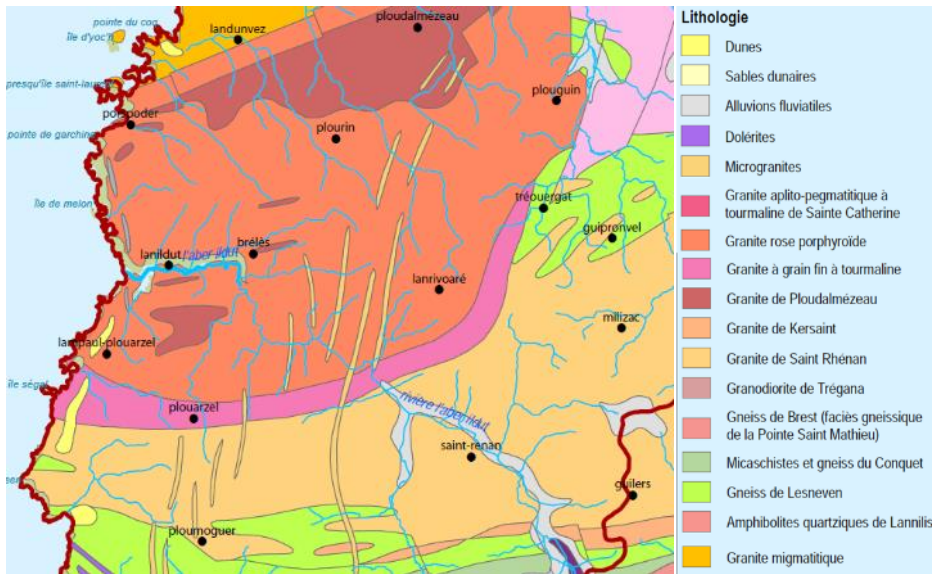 pointe du coq
île d'yoc'h
landunvez
ploudalmézeau
presqu'île saint-laurent
porspoder
pointe de garchine
plourin
plouguin
île de melon
tréouergat
guipronvel
lanildut
l'aber ildut
brélès
lanrivoaré
milizac
lampaul-plouarzel
île ségal
plouarzel
rivière l'aber ildut
saint-renan
guilers
ploumoguer
Lithologie
Dunes
Sables dunaires
Alluvions fluviatiles
Dolérites
Microgranites
Granite aplito-pegmatitique à
tourmaline de Sainte Catherine
Granite rose porphyroïde
Granite à grain fin à tourmaline
Granite de Ploudalmézeau
Granite de Kersaint
Granite de Saint Rhénan
Granodiorite de Trégana
Gneiss de Brest (faciès gneissique
de la Pointe Saint Mathieu)
Micaschistes et gneiss du Conquet
Gneiss de Lesneven
Amphibolites quartziques de Lannilis
Granite migmatitique